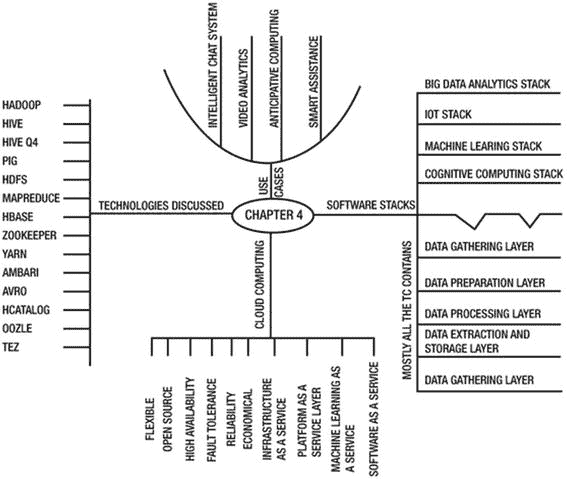 INTELLIGENT CHAT SYSTEM
VIDEO ANALYTICS
ANTICIPATIVE COMPUTING
SMART ASSISTANCE
USE
CASES
HADOOP
HIVE
HIVE Q4
PIG
HDFS
MAPREDUCE
HBASE
ZOOKEEPER
YARN
AMBARI
AVRO
HCATALOG
OOZLE
TEZ
TECHNOLOGIES DISCUSSED
CHAPTER 4
SOFTWARE STACKS
BIG DATA ANALYTICS STACK
IOT STACK
MACHINE LEARING STACK
COGNITIVE COMPUTING STACK
MOSTLY ALL THE TC CONTAINS
DATA GATHERING LAYER
DATA PREPARATION LAYER
DATA PROCESSING LAYER
DATA EXTRACTION AND
STORAGE LAYER
DATA GATHERING LAYER
CLOUD COMPUTING
FLEXIBLE
OPEN SOURCE
HIGH AVAILABILITY
FAULT TOLERANCE
RELIABILITY
ECONOMICAL
INFRASTRUCTURE
AS A SERVICE
PLATFORM AS A
SERVICE LAYER
MACHINE LEARNING AS
A SERVICE
SOFTWARE AS A SERVICE